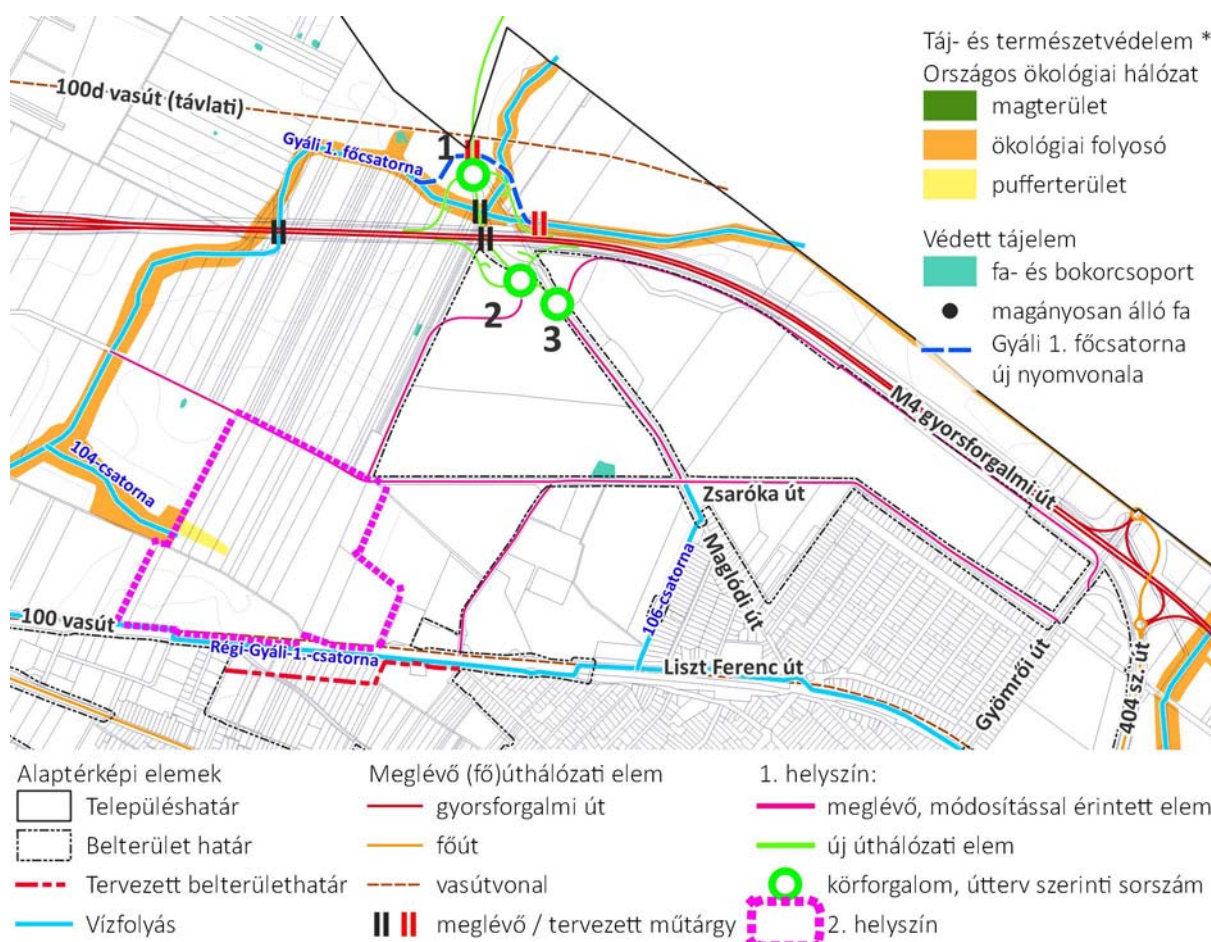 Táj- és természetvédelem *
Országos ökológiai hálózat
magterület
ökológiai folyosó
pufferterület
Védett tájelem
fa- és bokorcsoport
magányosan álló fa
Gyáli 1. főcsatorna
új nyomvonala
100d vasút (távlati)
Gyáli 1. főcsatorna
1
2
3
M4 gyorsforgalmi út
104-csatorna
Zsaróka út
Maglódi út
106-csatorna
100 vasút
Régi-Gyáli-1.-csatorna
Liszt Ferenc út
Gyömrői út
404 sz. út
Alaptérképi elemek
Településhatár
Belterület határ
Tervezett belterülethatár
Vízfolyás
Meglévő (fő)úthálózati elem
gyorsforgalmi út
főút
vasútvonal
meglévő / tervezett műtárgy
1. helyszín:
meglévő, módosítással érintett elem
új úthálózati elem
körforgalom, útterv szerinti sorszám
2. helyszín